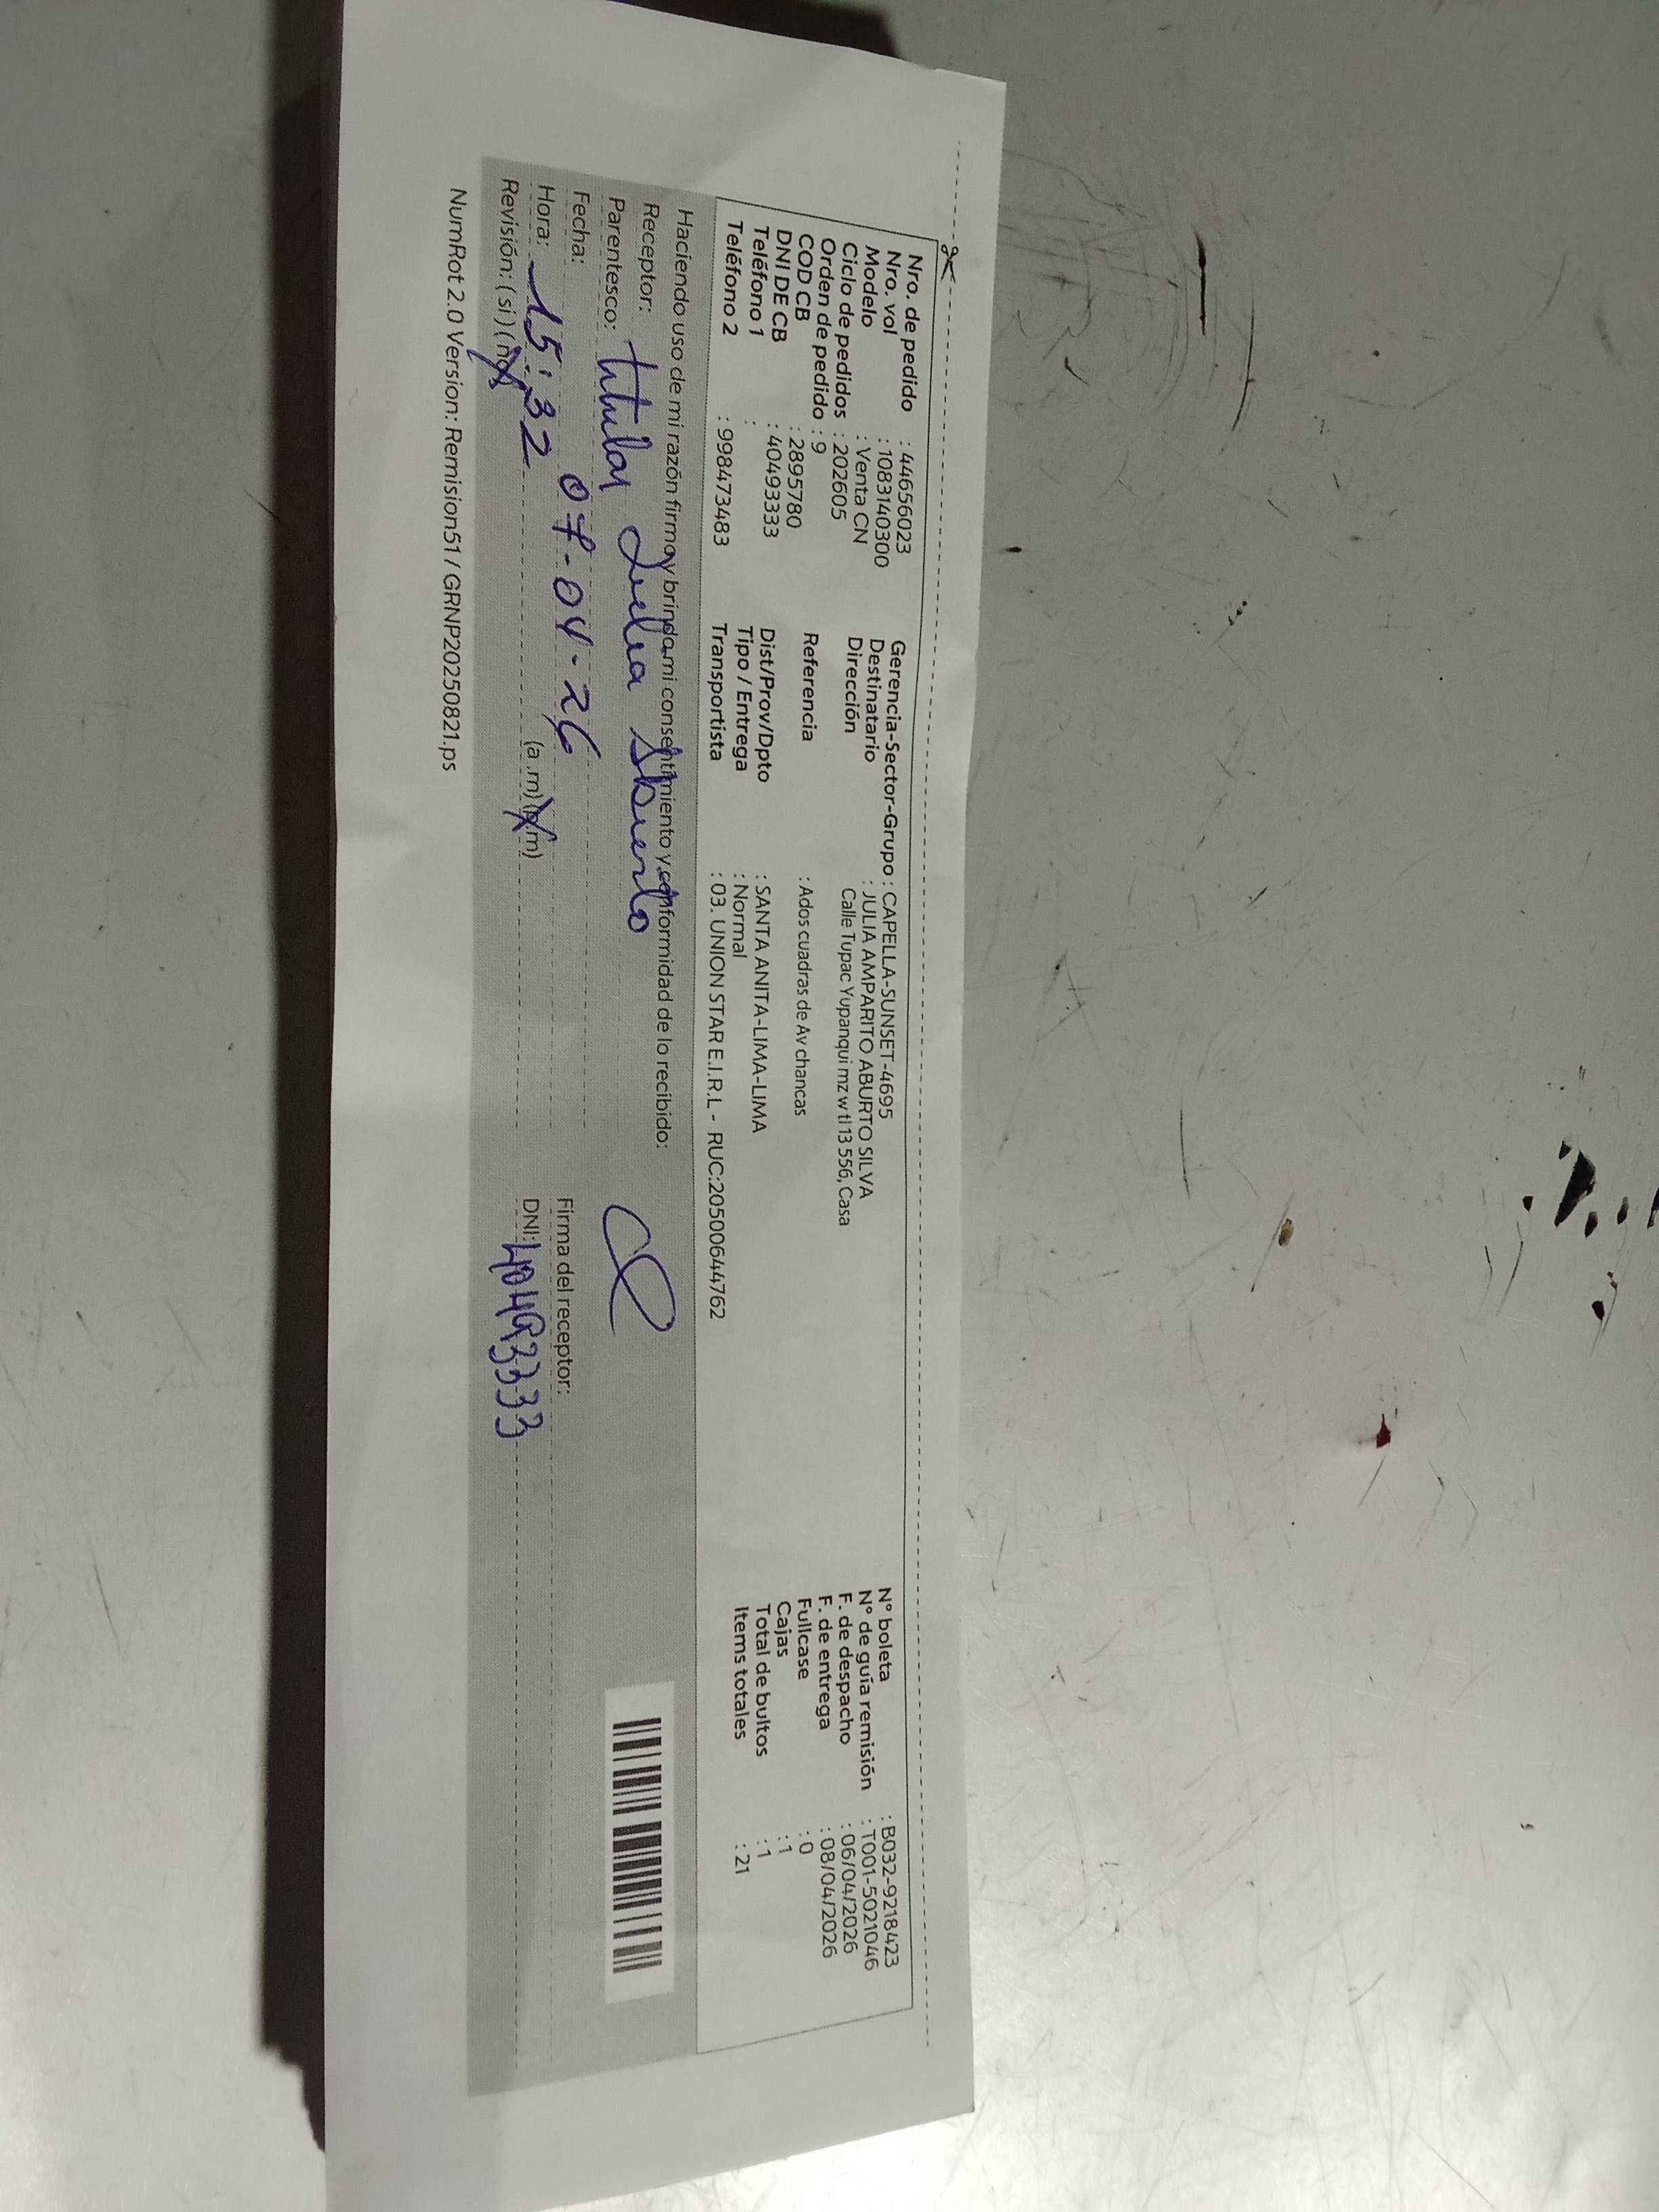 Nro. de pedido : 44656023
Nro. vol : 1083140300
Modelo : Venta CN
Ciclo de pedidos : 202605
Orden de pedido : 9
COD CB : 2895780
DNI DE CB : 40493333
Teléfono 1 :
Teléfono 2 : 998473483
Gerencia-Sector-Grupo : CAPELLA-SUNSET-4695
Destinatario : JULIA AMPARITO ABURTO SILVA
Dirección Calle Tupac Yupanqui mz w tl 13 556, Casa
Referencia : Ados cuadras de Av chancas
Dist/Prov/Dpto : SANTA ANITA-LIMA-LIMA
Tipo / Entrega : Normal
Transportista : 03. UNION STAR E.I.R.L - RUC:20500644762
N° boleta : B032-9218423
N° de guía remisión : T001-5021046
F. de despacho : 06/04/2026
F. de entrega : 08/04/2026
Fullcase : 0
Cajas : 1
Total de bultos : 1
Items totales : 21
Haciendo uso de mi razón firmo y brindo mi consentimiento y conformidad de lo recibido:
Receptor: Julia Aburto
Parentesco: titular
Fecha: 07-04-26
Hora: 15:32 (a .m) (p.m)
Revisión: ( si ) ( no )
Firma del receptor:
DNI: 40493333
NumRot 2.0 Version: Remision51 / GRNP20250821.ps